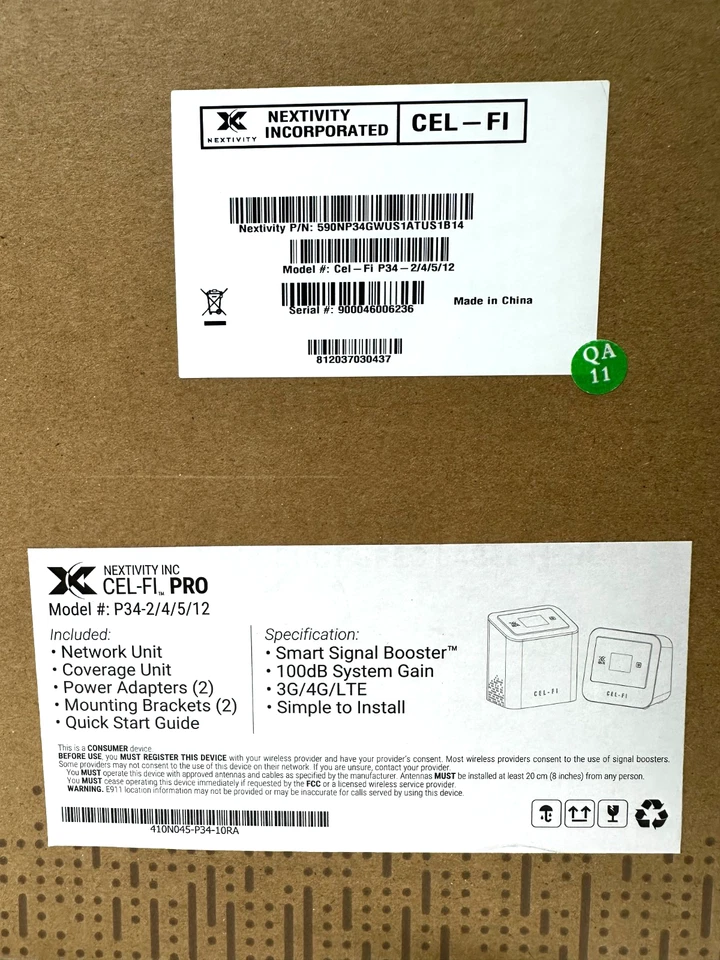 NEXTIVITY
NEXTIVITY
INCORPORATED
CEL-FI
Nextivity P/N: 590NP34GWUS1ATUS1B14
Model #: Cel-Fi P34-2/4/5/12
Serial #: 900046006236
Made in China
812037030437
QA
11
NEXTIVITY INC
CEL-FI™ PRO
Model #: P34-2/4/5/12
Included:
• Network Unit
• Coverage Unit
• Power Adapters (2)
• Mounting Brackets (2)
• Quick Start Guide
Specification:
• Smart Signal Booster™
• 100dB System Gain
• 3G/4G/LTE
• Simple to Install
CEL-FI
CEL-FI
This is a CONSUMER device
BEFORE USE, you MUST REGISTER THIS DEVICE with your wireless provider and have your provider's consent. Most wireless providers consent to the use of signal boosters.
Some providers may not consent to the use of this device on their network. If you are unsure, contact your provider.
You MUST operate this device with approved antennas and cables as specified by the manufacturer. Antennas MUST be installed at least 20 cm (8 inches) from any person.
You MUST cease operating this device immediately if requested by the FCC or a licensed wireless service provider.
WARNING. E911 location information may not be provided or may be inaccurate for calls served by using this device.
410N045-P34-10RA